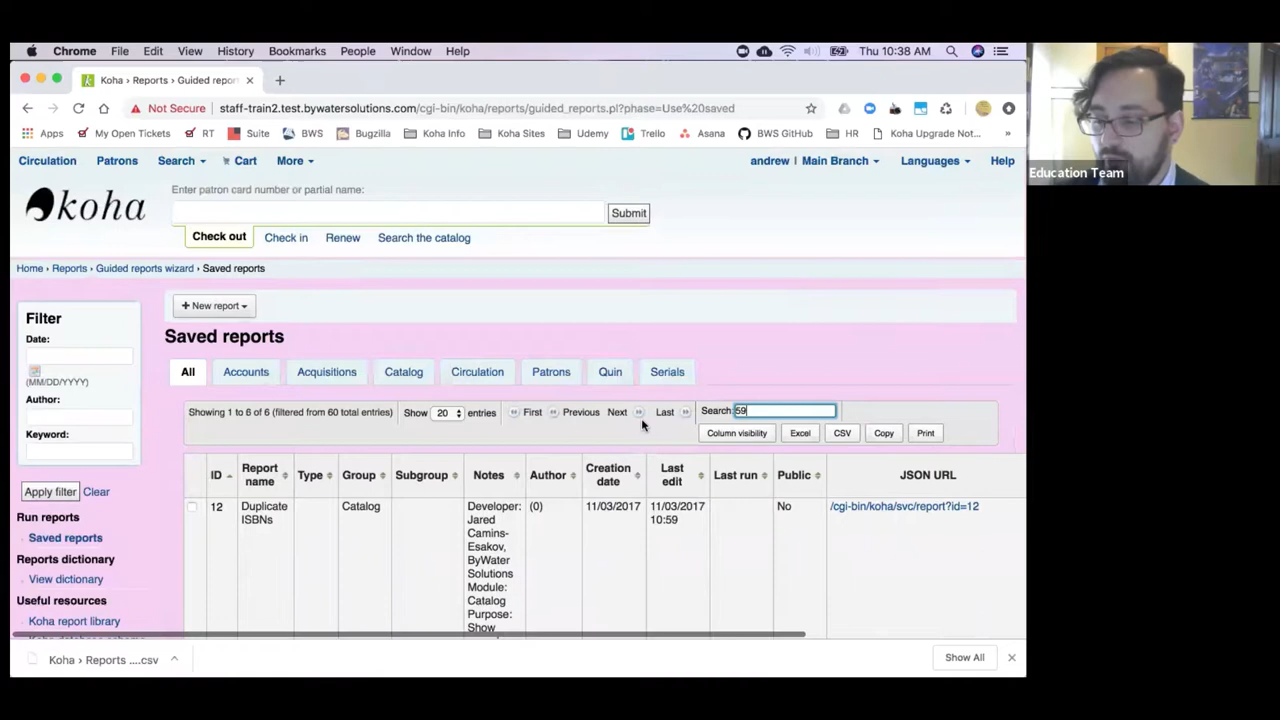 Chrome File Edit View History Bookmarks People Window Help Thu 10:38 AM
Koha › Reports › Guided repor
Not Secure staff-train2.test.bywatersolutions.com/cgi-bin/koha/reports/guided_reports.pl?phase=Use%20saved
Apps My Open Tickets RT Suite BWS Bugzilla Koha Info Koha Sites Udemy Trello Asana BWS GitHub HR Koha Upgrade Not... »
Circulation Patrons Search Cart More andrew | Main Branch Languages Help
Education Team
koha
Enter patron card number or partial name:
Submit
Check out Check in Renew Search the catalog
Home › Reports › Guided reports wizard › Saved reports
+ New report
Filter
Date:
(MM/DD/YYYY)
Author:
Keyword:
Apply filter Clear
Run reports
Saved reports
Reports dictionary
View dictionary
Useful resources
Koha report library
Saved reports
All Accounts Acquisitions Catalog Circulation Patrons Quin Serials
Showing 1 to 6 of 6 (filtered from 60 total entries) Show 20 entries First Previous Next Last Search: 59
Column visibility Excel CSV Copy Print
ID Report name Type Group Subgroup Notes Author Creation date Last edit Last run Public JSON URL
12 Duplicate Catalog Developer: (0) 11/03/2017 11/03/2017 No /cgi-bin/koha/svc/report?id=12
ISBNs Jared 10:59
Camins-
Esakov,
ByWater
Solutions
Module:
Catalog
Purpose:
Show
Koha › Reports ....csv Show All